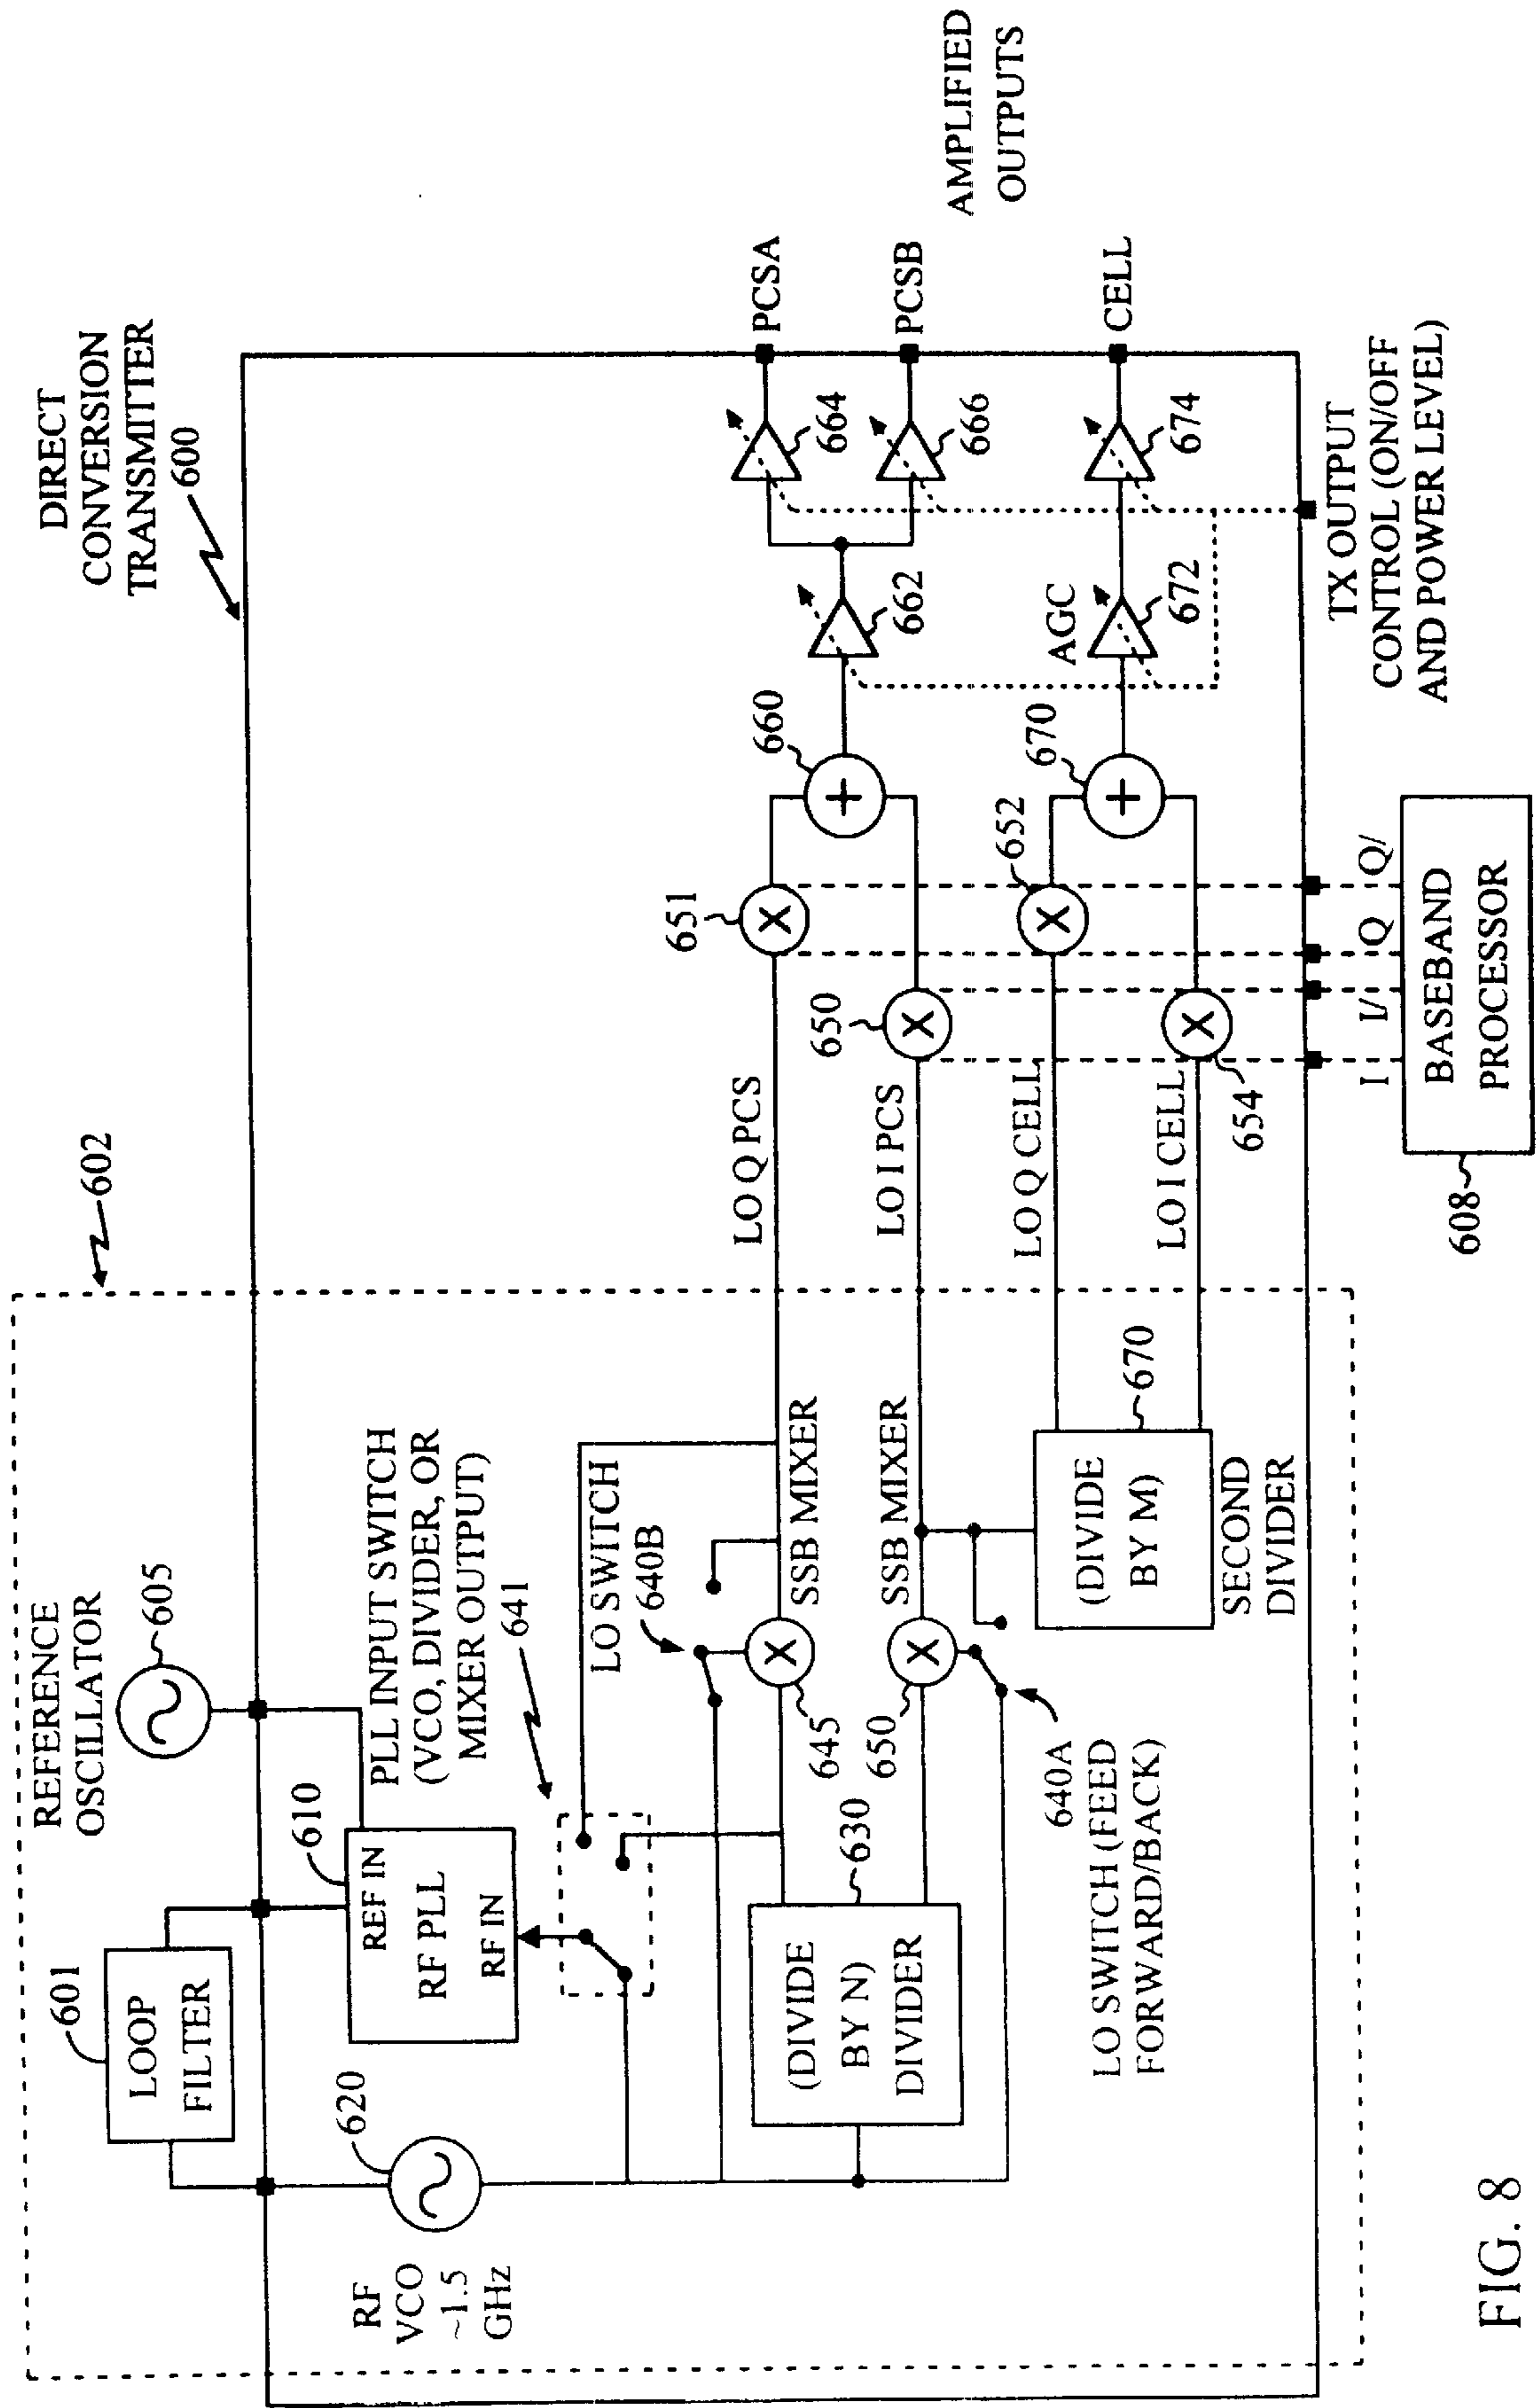 DIRECT
CONVERSION
TRANSMITTER
600
602
REFERENCE
OSCILLATOR
605
601
LOOP
FILTER
610
REF IN
RF PLL
RF IN
PLL INPUT SWITCH
(VCO, DIVIDER, OR
MIXER OUTPUT)
641
620
RF
VCO
~1.5
GHz
LO SWITCH
640B
SSB MIXER
645
SSB MIXER
650
(DIVIDE
BY N)
DIVIDER
630
640A
LO SWITCH (FEED
FORWARD/BACK)
(DIVIDE
BY M)
670
SECOND
DIVIDER
LO Q PCS
LO I PCS
LO Q CELL
LO I CELL
651
X
650
X
652
X
654
X
X
X
660
+
670
+
662
AGC
672
664
666
674
PCSA
PCSB
CELL
AMPLIFIED
OUTPUTS
TX OUTPUT
CONTROL (ON/OFF
AND POWER LEVEL)
I I/ Q Q/
BASEBAND
PROCESSOR
608
FIG. 8